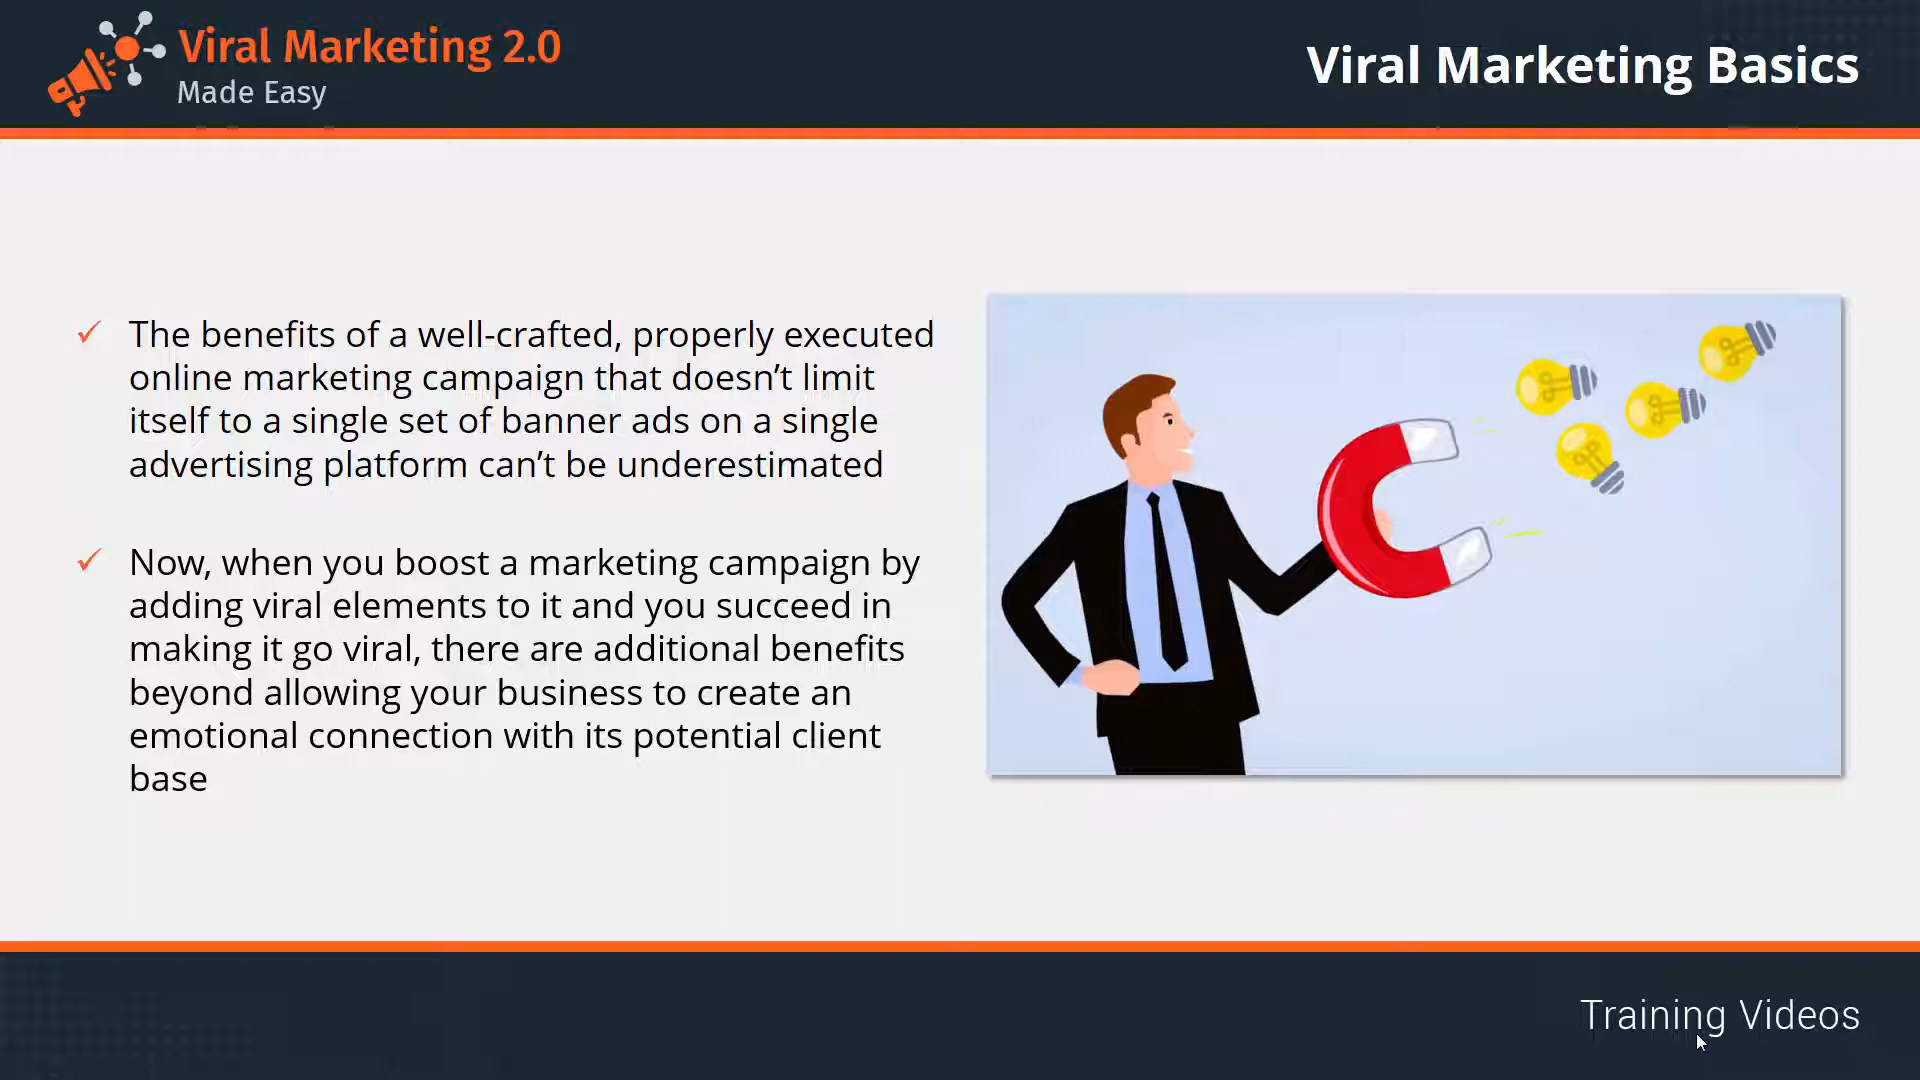 Viral Marketing 2.0
Made Easy
Viral Marketing Basics
The benefits of a well-crafted, properly executed
online marketing campaign that doesn’t limit
itself to a single set of banner ads on a single
advertising platform can’t be underestimated
Now, when you boost a marketing campaign by
adding viral elements to it and you succeed in
making it go viral, there are additional benefits
beyond allowing your business to create an
emotional connection with its potential client
base
Training Videos